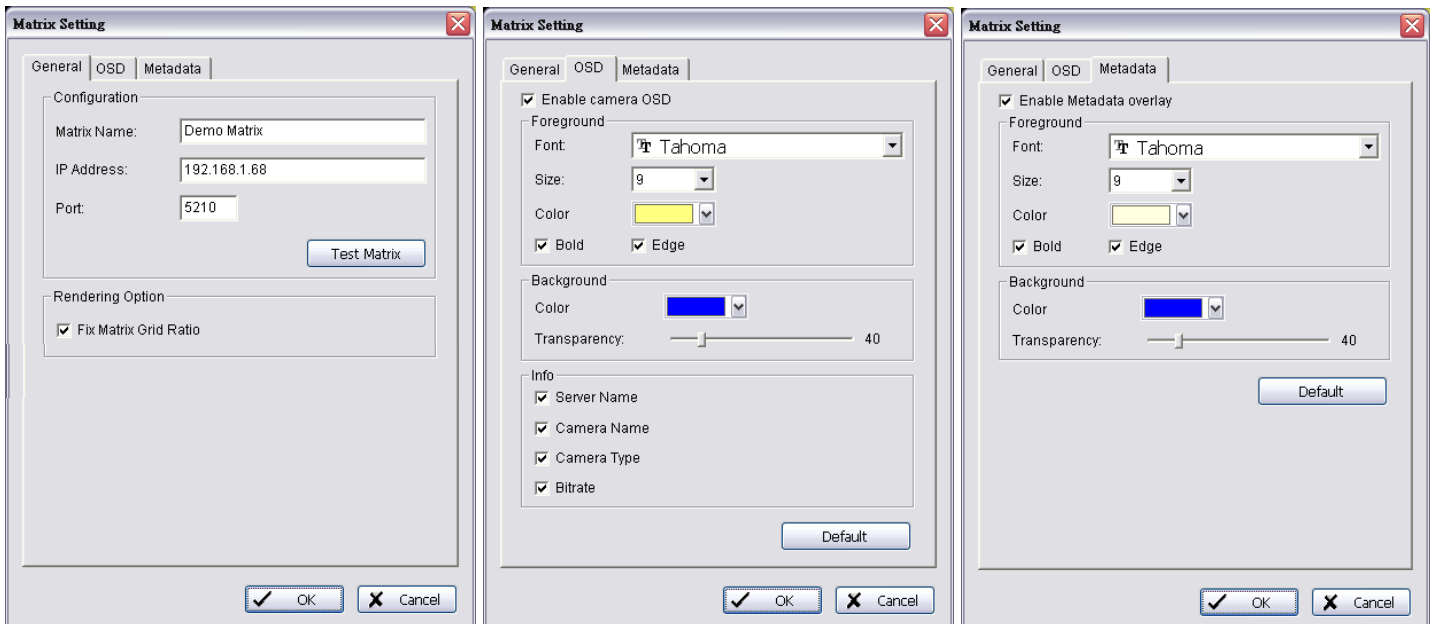 Matrix Setting
General OSD Metadata
Configuration
Matrix Name: Demo Matrix
IP Address: 192.168.1.68
Port: 5210
Test Matrix
Rendering Option
Fix Matrix Grid Ratio
OK Cancel
Matrix Setting
General OSD Metadata
Enable camera OSD
Foreground
Font: Tahoma
Size: 9
Color
Bold Edge
Background
Color
Transparency: 40
Info
Server Name
Camera Name
Camera Type
Bitrate
Default
OK Cancel
Matrix Setting
General OSD Metadata
Enable Metadata overlay
Foreground
Font: Tahoma
Size: 9
Color
Bold Edge
Background
Color
Transparency: 40
Default
OK Cancel